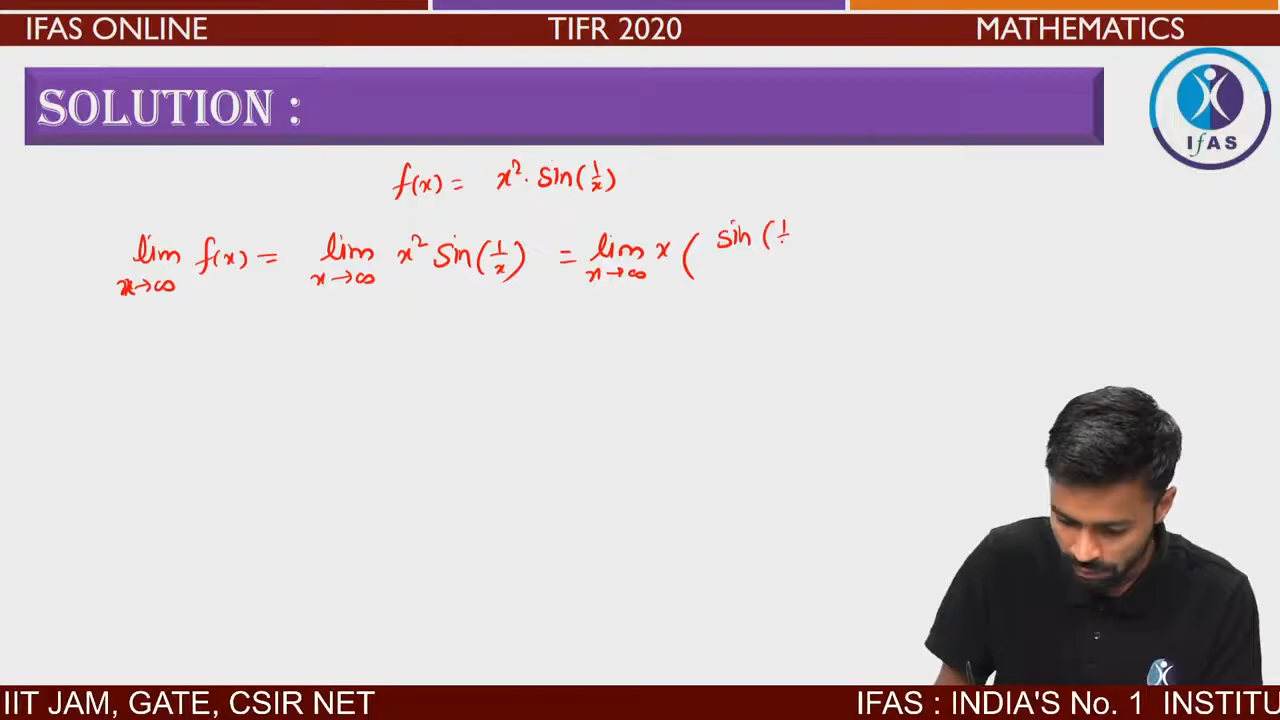 IFAS ONLINE TIFR 2020 MATHEMATICS
SOLUTION :
IfAS
f(x) = x². sin(1/x)
lim x→∞ f(x) = lim x→∞ x² sin(1/x) = lim x→∞ x ( sin (1/
IIT JAM, GATE, CSIR NET IFAS : INDIA'S No. 1 INSTITU